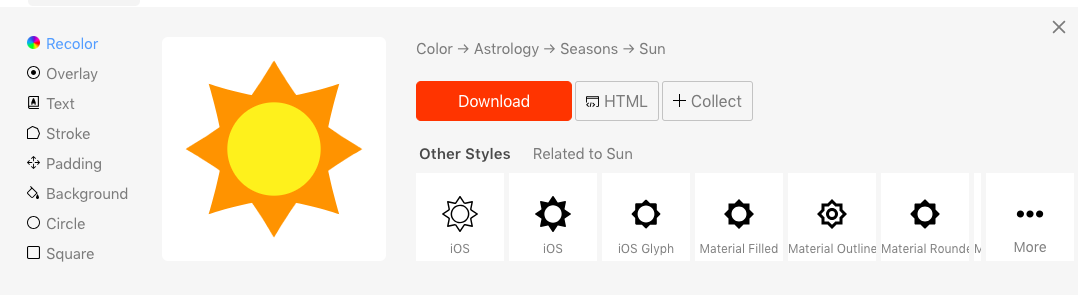 Recolor
Overlay
Text
Stroke
Padding
Background
Circle
Square
Color → Astrology → Seasons → Sun
Download
HTML
+ Collect
Other Styles
Related to Sun
iOS
iOS
iOS Glyph
Material Filled
Material Outline
Material Rounde
M
More